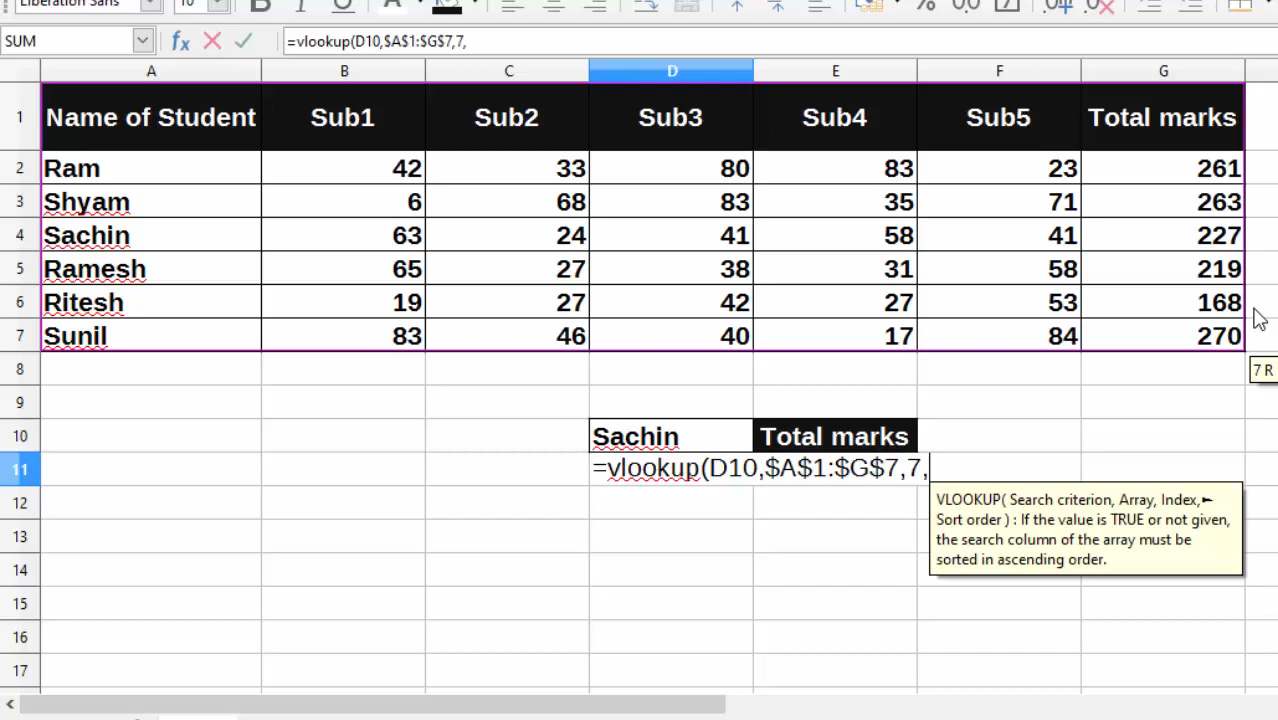 Liberation Sans 10
SUM =vlookup(D10,$A$1:$G$7,7,
A B C D E F G
1 Name of Student Sub1 Sub2 Sub3 Sub4 Sub5 Total marks
2 Ram 42 33 80 83 23 261
3 Shyam 6 68 83 35 71 263
4 Sachin 63 24 41 58 41 227
5 Ramesh 65 27 38 31 58 219
6 Ritesh 19 27 42 27 53 168
7 Sunil 83 46 40 17 84 270
8 7 R
9
10 Sachin Total marks
11 =vlookup(D10,$A$1:$G$7,7,
VLOOKUP( Search criterion, Array, Index,
12 Sort order ) : If the value is TRUE or not given,
13 the search column of the array must be
sorted in ascending order.
14
15
16
17